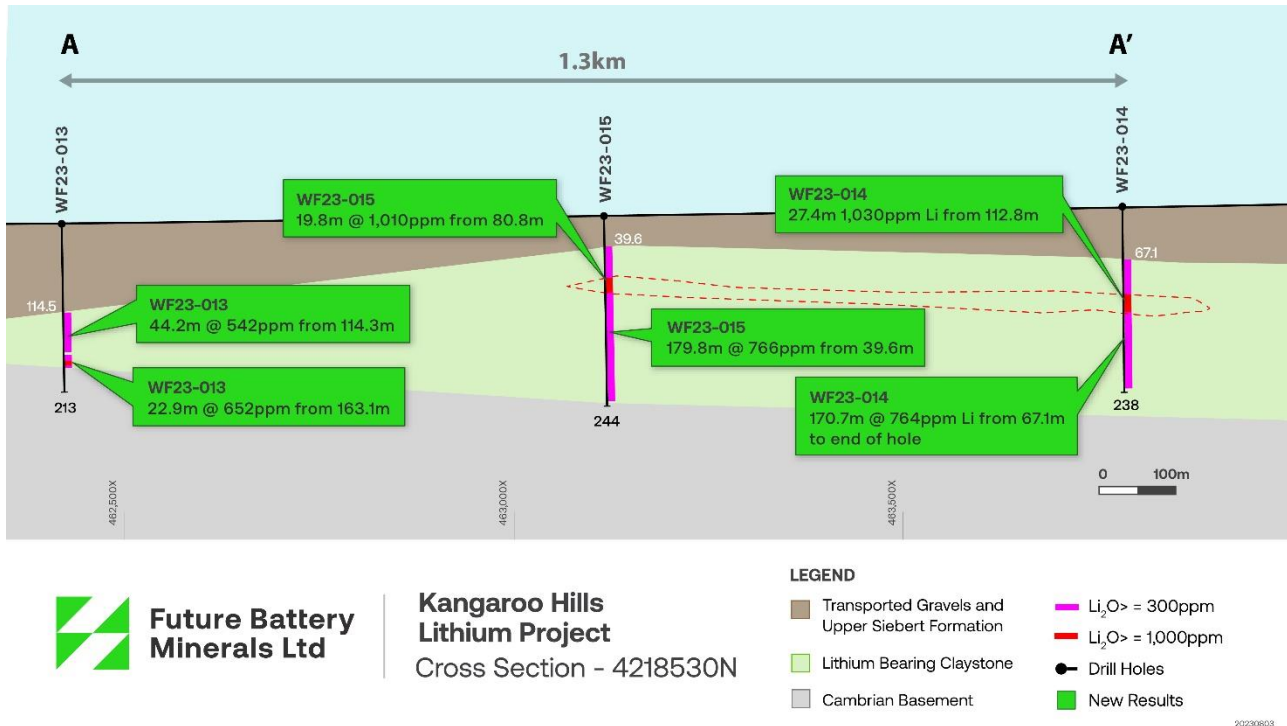 A
A'
1.3km
WF23-013
WF23-015
WF23-014
WF23-015
19.8m @ 1,010ppm from 80.8m
WF23-014
27.4m 1,030ppm Li from 112.8m
39.6
67.1
114.5
WF23-013
44.2m @ 542ppm from 114.3m
WF23-015
179.8m @ 766ppm from 39.6m
WF23-013
22.9m @ 652ppm from 163.1m
WF23-014
170.7m @ 764ppm Li from 67.1m
to end of hole
213
244
238
0 100m
462,500X
463,000X
463,500X
Future Battery
Minerals Ltd
Kangaroo Hills
Lithium Project
Cross Section - 4218530N
LEGEND
Transported Gravels and
Upper Siebert Formation
Lithium Bearing Claystone
Cambrian Basement
Li₂O> = 300ppm
Li₂O> = 1,000ppm
Drill Holes
New Results
20230803